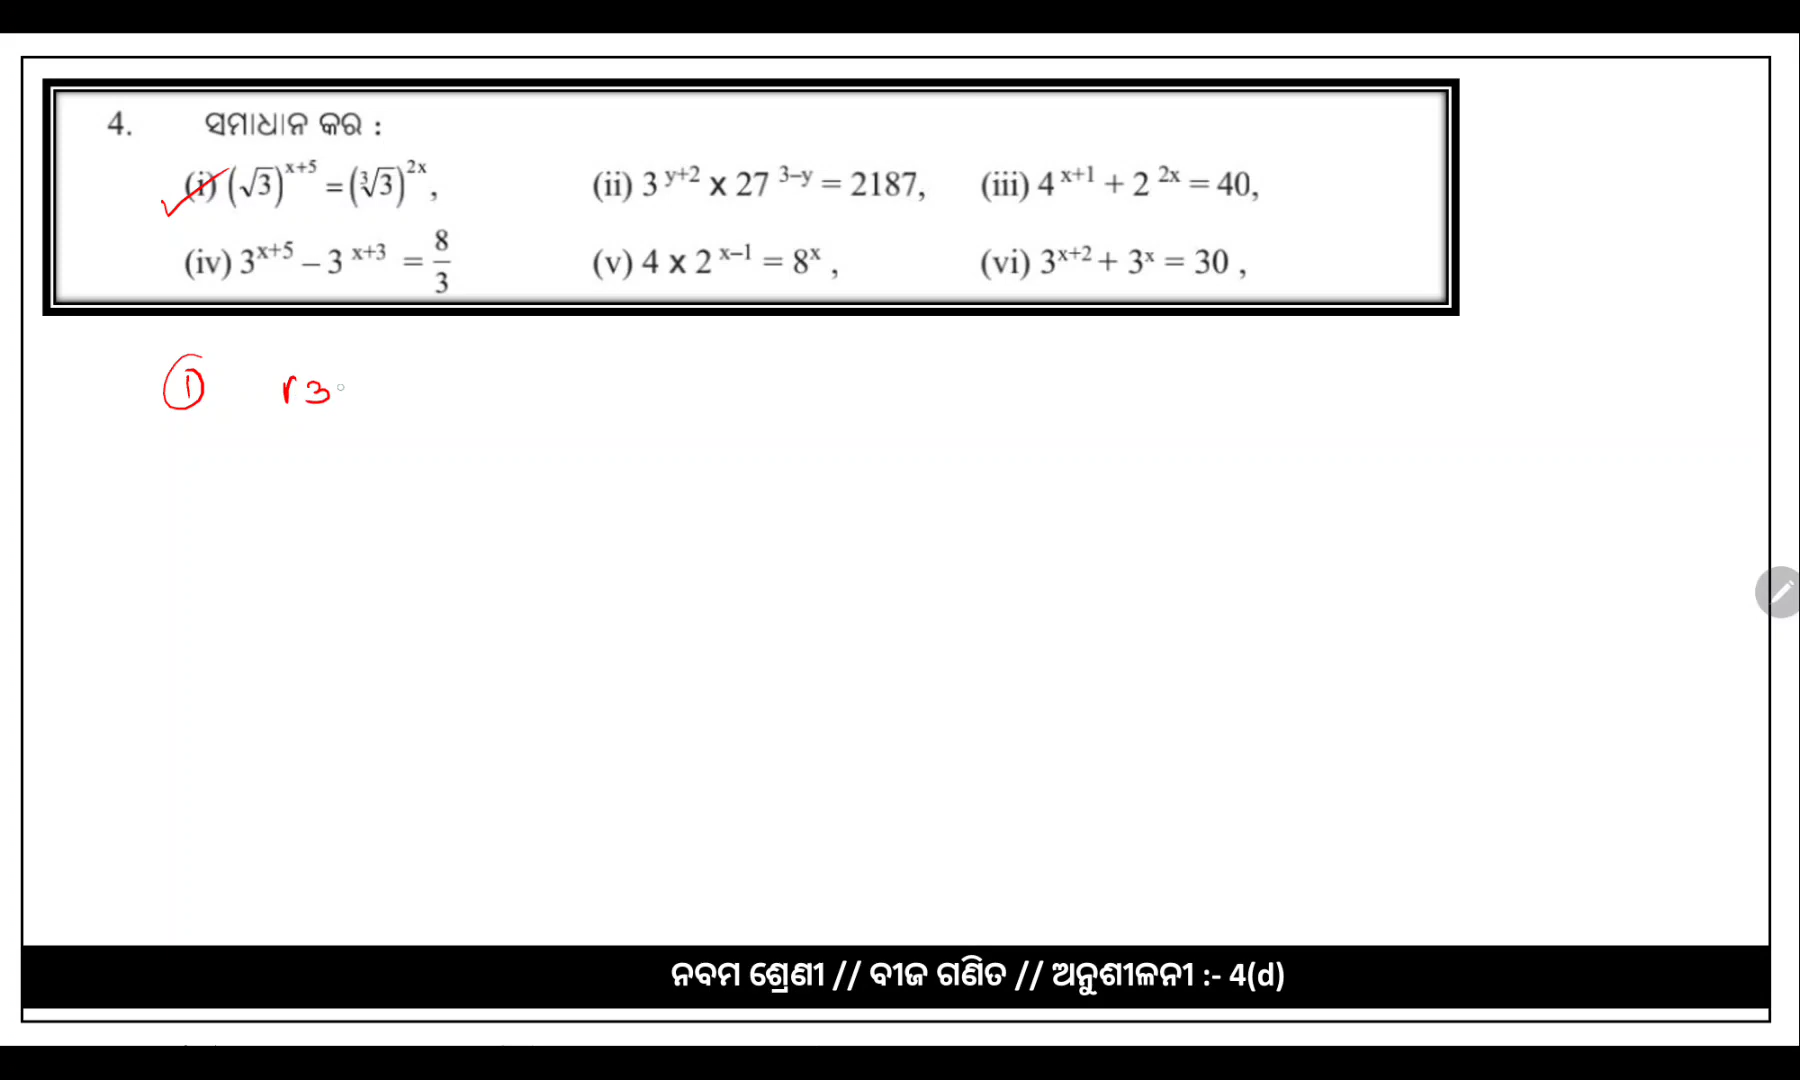 4. ସମାଧାନ କର :
(i) (√3)^{x+5} = (∛3)^{2x}, (ii) 3^{y+2} x 27^{3–y} = 2187, (iii) 4^{x+1} + 2^{2x} = 40,
(iv) 3^{x+5} – 3^{x+3} = 8/3 (v) 4 x 2^{x–1} = 8^x , (vi) 3^{x+2} + 3^x = 30 ,
① r3
ନବମ ଶ୍ରେଣୀ // ବୀଜ ଗଣିତ // ଅନୁଶୀଳନୀ :- 4(d)